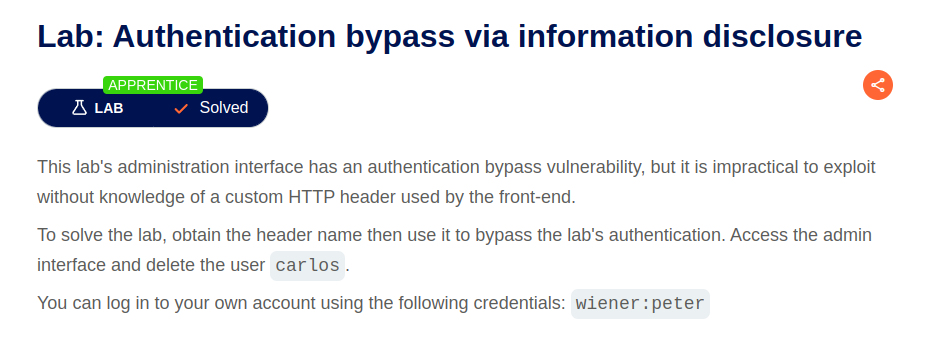 Lab: Authentication bypass via information disclosure
APPRENTICE
LAB Solved
This lab's administration interface has an authentication bypass vulnerability, but it is impractical to exploit
without knowledge of a custom HTTP header used by the front-end.
To solve the lab, obtain the header name then use it to bypass the lab's authentication. Access the admin
interface and delete the user carlos.
You can log in to your own account using the following credentials: wiener:peter